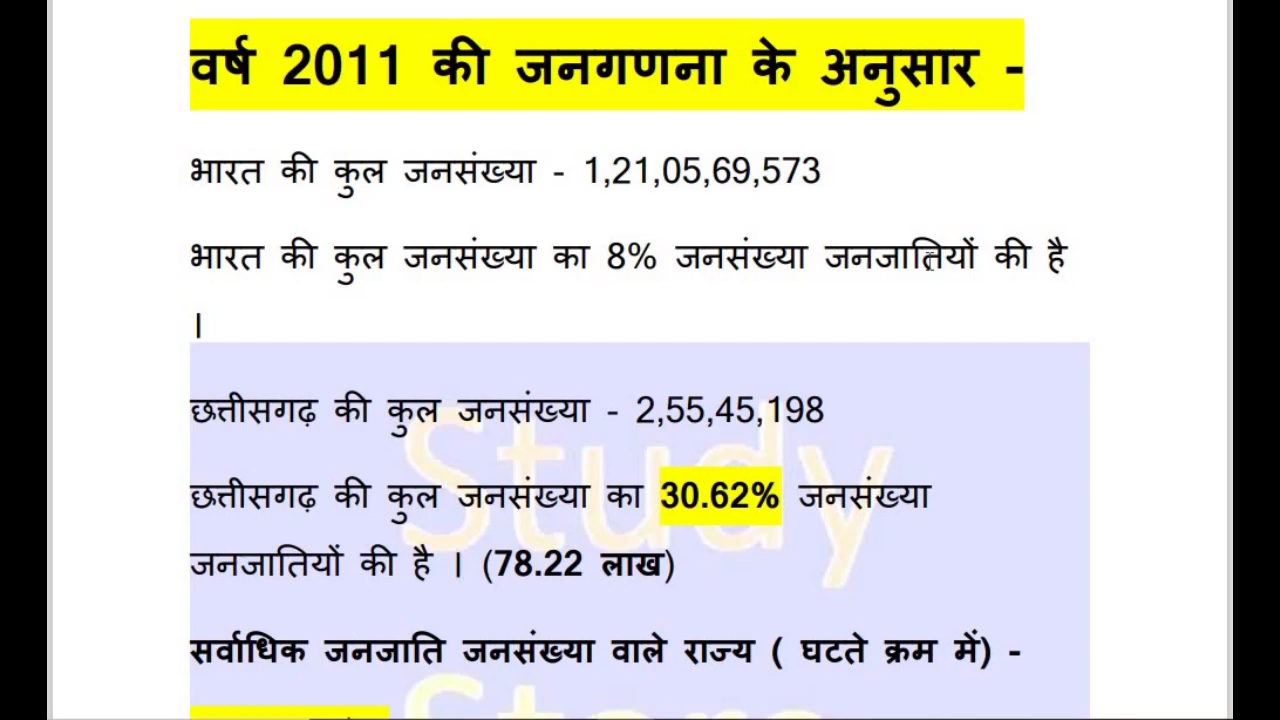 वर्ष 2011 की जनगणना के अनुसार -
भारत की कुल जनसंख्या - 1,21,05,69,573
भारत की कुल जनसंख्या का 8% जनसंख्या जनजातियों की है
।
छत्तीसगढ़ की कुल जनसंख्या - 2,55,45,198
छत्तीसगढ़ की कुल जनसंख्या का 30.62% जनसंख्या
जनजातियों की है । (78.22 लाख)
सर्वाधिक जनजाति जनसंख्या वाले राज्य ( घटते क्रम में) -
Study